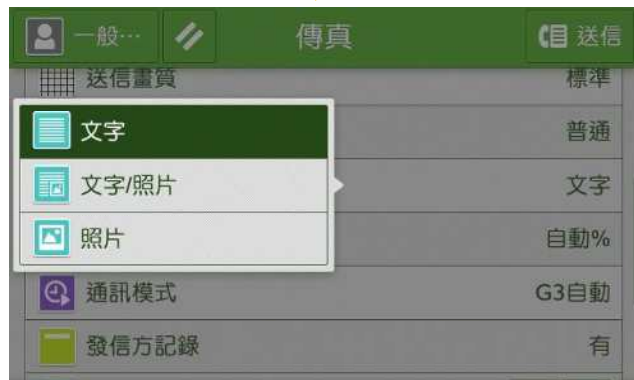 一般… 傳真 送信
送信畫質 標準
文字 普通
文字/照片 文字
照片 自動%
通訊模式 G3自動
發信方記錄 有